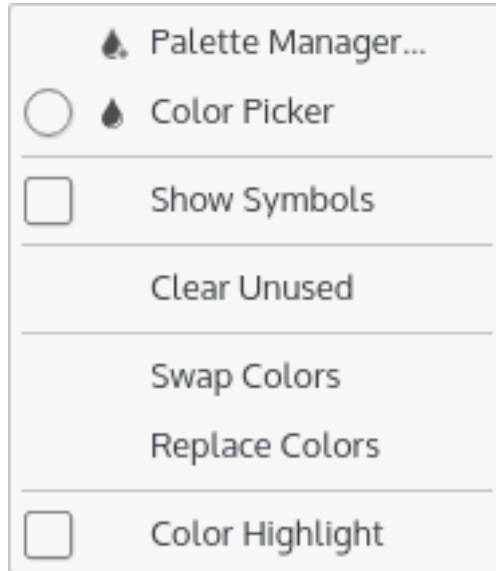 Palette Manager...
Color Picker
Show Symbols
Clear Unused
Swap Colors
Replace Colors
Color Highlight